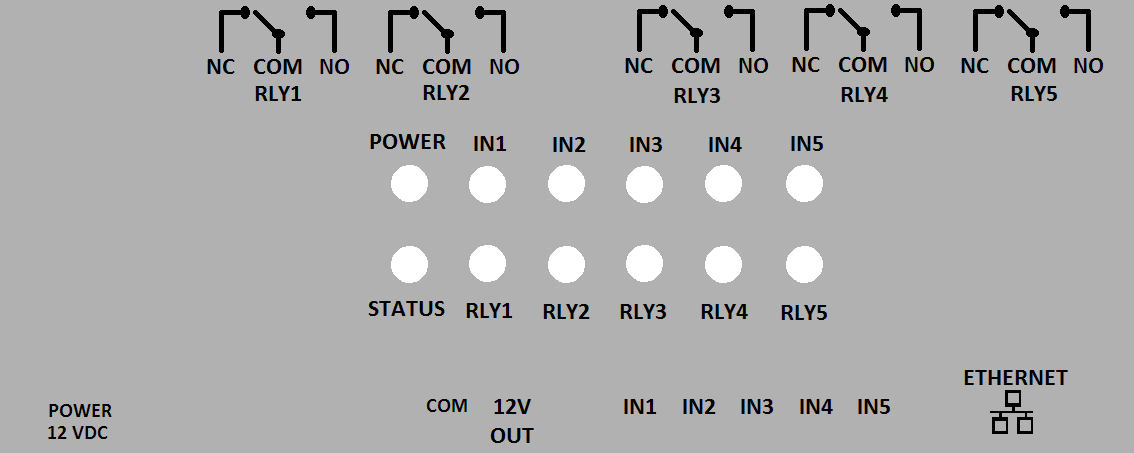 NC COM NO NC COM NO NC COM NO NC COM NO NC COM NO
RLY1 RLY2 RLY3 RLY4 RLY5
POWER IN1 IN2 IN3 IN4 IN5
STATUS RLY1 RLY2 RLY3 RLY4 RLY5
ETHERNET
POWER
12 VDC
COM 12V
OUT
IN1 IN2 IN3 IN4 IN5